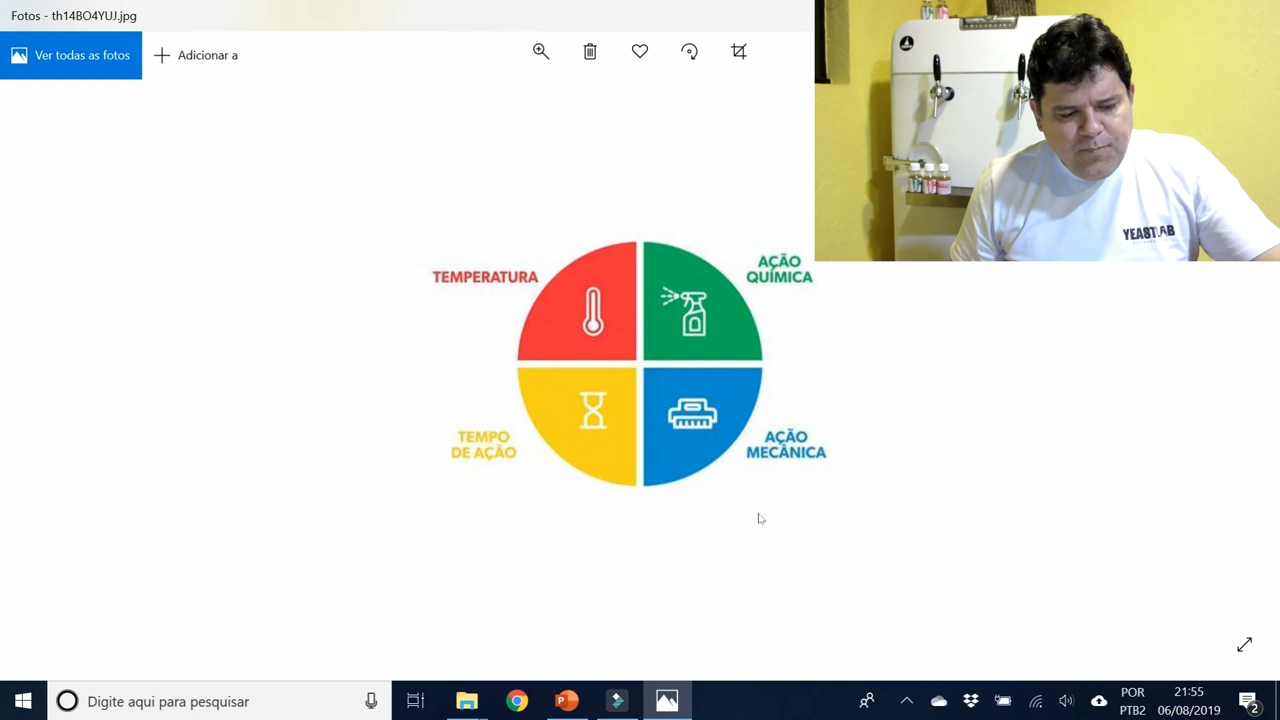 Fotos - th14BO4YUJ.jpg
Ver todas as fotos
Adicionar a
YEASTLAB
TEMPERATURA
AÇÃO
QUÍMICA
TEMPO
DE AÇÃO
AÇÃO
MECÂNICA
Digite aqui para pesquisar
POR
PTB2
21:55
06/08/2019
2